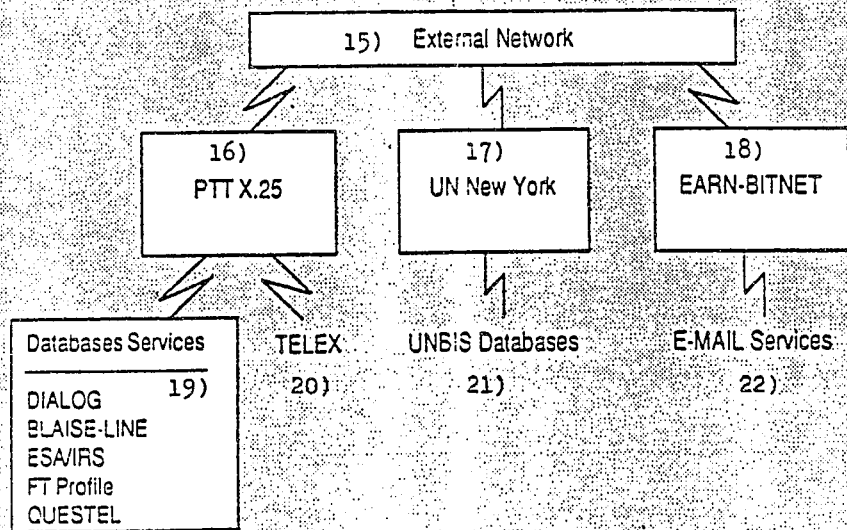 15) External Network
16)
PTT X.25
17)
UN New York
18)
EARN-BITNET
Databases Services
19)
DIALOG
BLAISE-LINE
ESA/IRS
FT Profile
QUESTEL
TELEX
20)
UNBIS Databases
21)
E-MAIL Services
22)